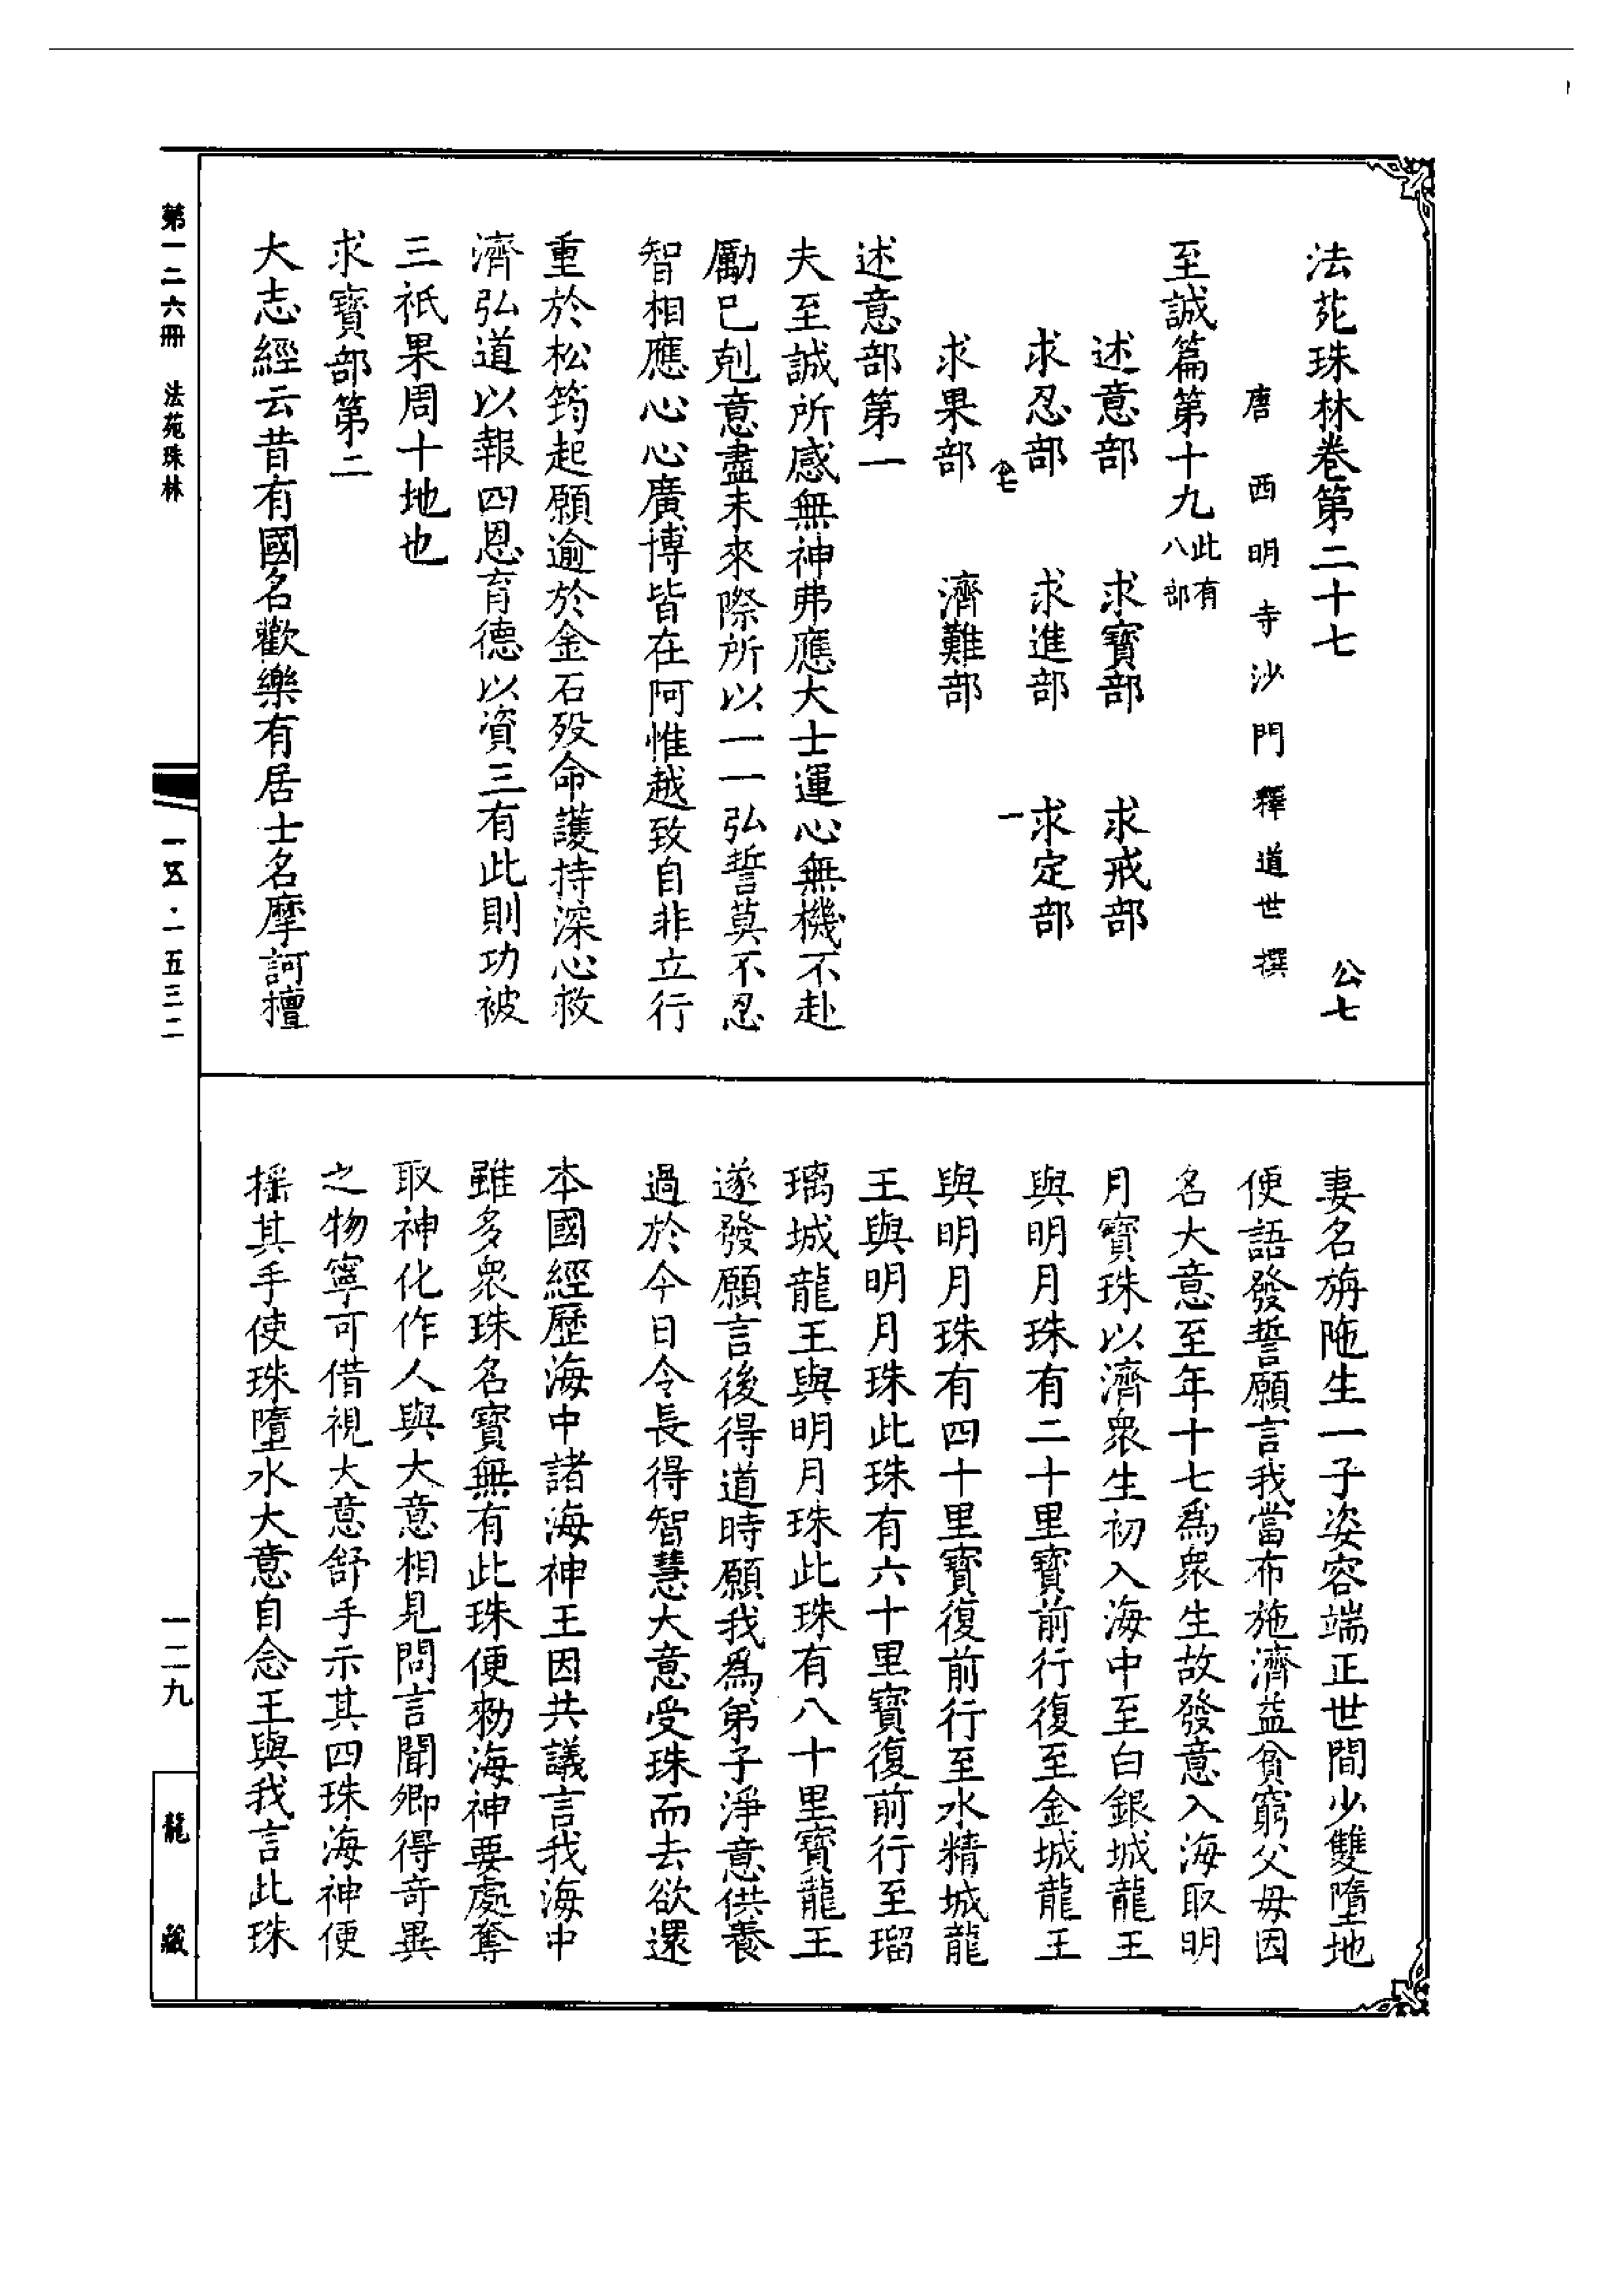 法苑珠林卷第二十七 公七
唐西明寺沙門釋道世撰
至誠篇第十九此有八部
述意部 求寶部 求戒部
求忍部 求進部 求定部
公七 一
求果部 濟難部
述意部第一
夫至誠所感無神弗應大士運心無機不赴
勵已剋意盡未來際所以一一弘誓莫不忍
智相應心心廣博皆在阿惟越致自非立行
重於松筠起願逾於金石歿命護持深心救
濟弘道以報四恩育德以資三有此則功被
三祇果周十地也
求寶部第二
大志經云昔有國名歡樂有居士名摩訶檀
妻名旃陁生一子姿容端正世間少雙墮地
便語發誓願言我當布施濟益貧窮父母因
名大意至年十七爲衆生故發意入海取明
月寶珠以濟衆生初入海中至白銀城龍王
與明月珠有二十里寶前行復至金城龍王
與明月珠有四十里寶復前行至水精城龍
王與明月珠此珠有六十里寶復前行至瑠
璃城龍王與明月珠此珠有八十里寶龍王
遂發願言後得道時願我爲弟子淨意供養
過於今日令長得智慧大意受珠而去欲還
本國經歷海中諸海神王因共議言我海中
雖多衆珠名寶無有此珠便勑海神要處奪
取神化作人與大意相見問言聞卿得奇異
之物寧可借視大意舒手示其四珠海神便
搖其手使珠墮水大意自念王與我言此珠
第一二六冊 法苑珠林
一五·一五三二
一二九
龍藏